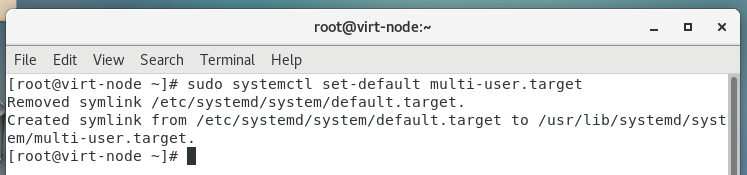 root@virt-node:~
File Edit View Search Terminal Help
[root@virt-node ~]# sudo systemctl set-default multi-user.target
Removed symlink /etc/systemd/system/default.target.
Created symlink from /etc/systemd/system/default.target to /usr/lib/systemd/syst
em/multi-user.target.
[root@virt-node ~]#